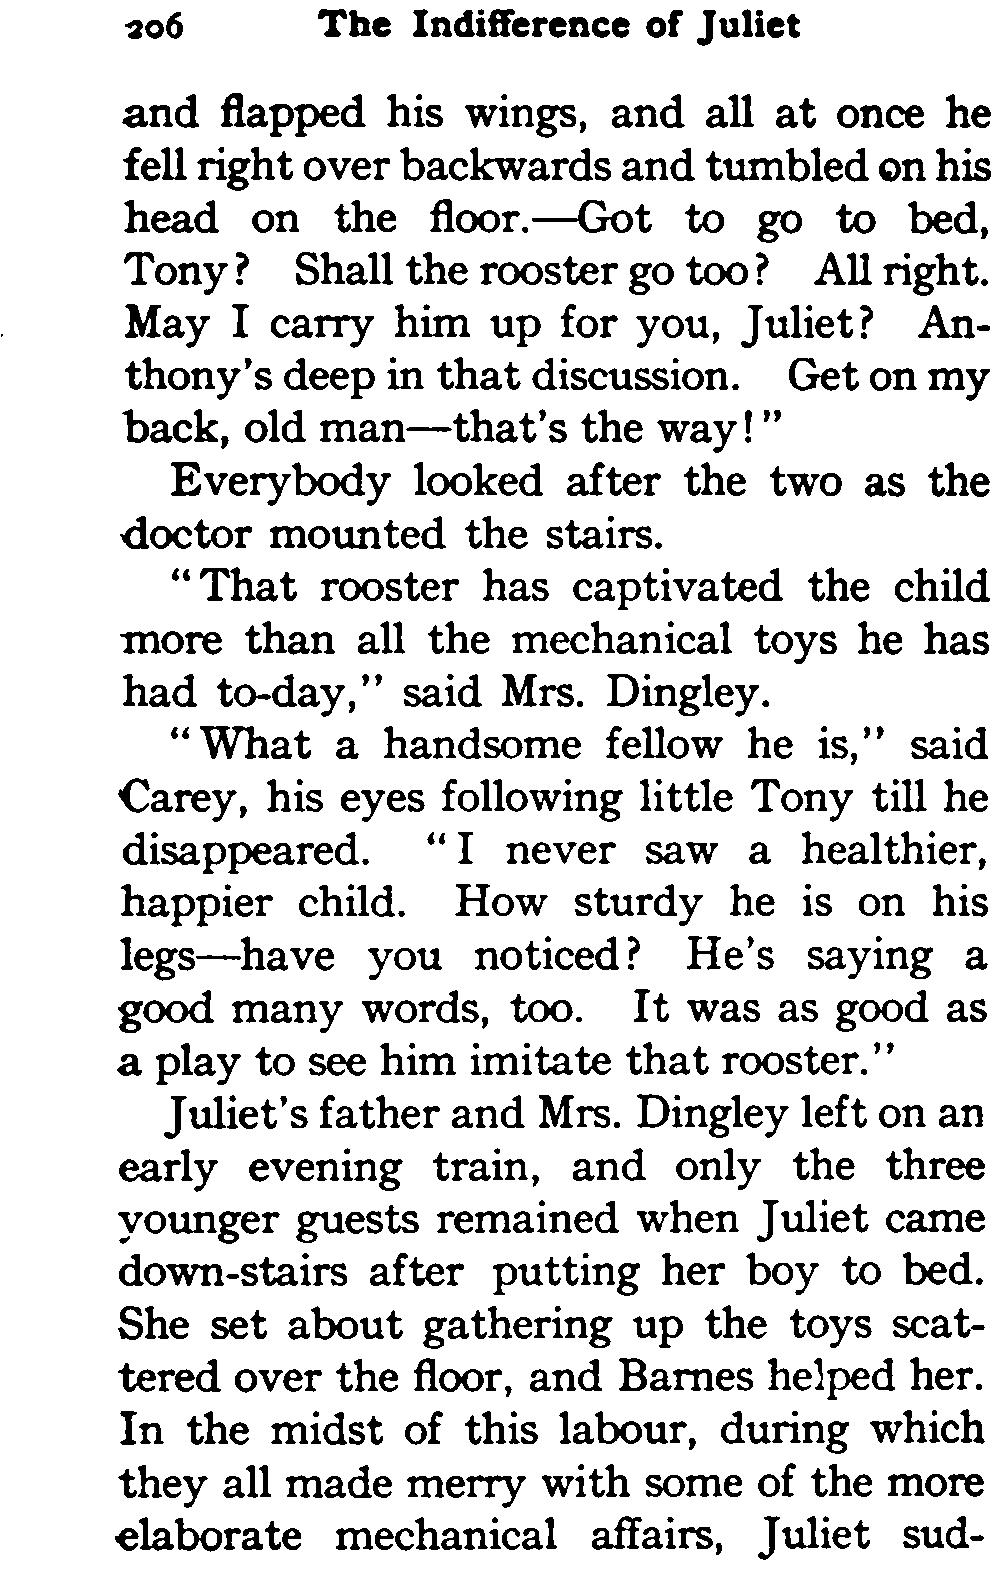 206 The Indifference of Juliet
and flapped his wings, and all at once he
fell right over backwards and tumbled on his
head on the floor.—Got to go to bed,
Tony? Shall the rooster go too? All right.
May I carry him up for you, Juliet? An-
thony's deep in that discussion. Get on my
back, old man—that's the way!"
Everybody looked after the two as the
doctor mounted the stairs.
"That rooster has captivated the child
more than all the mechanical toys he has
had to-day," said Mrs. Dingley.
"What a handsome fellow he is," said
Carey, his eyes following little Tony till he
disappeared. "I never saw a healthier,
happier child. How sturdy he is on his
legs—have you noticed? He's saying a
good many words, too. It was as good as
a play to see him imitate that rooster."
Juliet's father and Mrs. Dingley left on an
early evening train, and only the three
younger guests remained when Juliet came
down-stairs after putting her boy to bed.
She set about gathering up the toys scat-
tered over the floor, and Barnes helped her.
In the midst of this labour, during which
they all made merry with some of the more
elaborate mechanical affairs, Juliet sud-